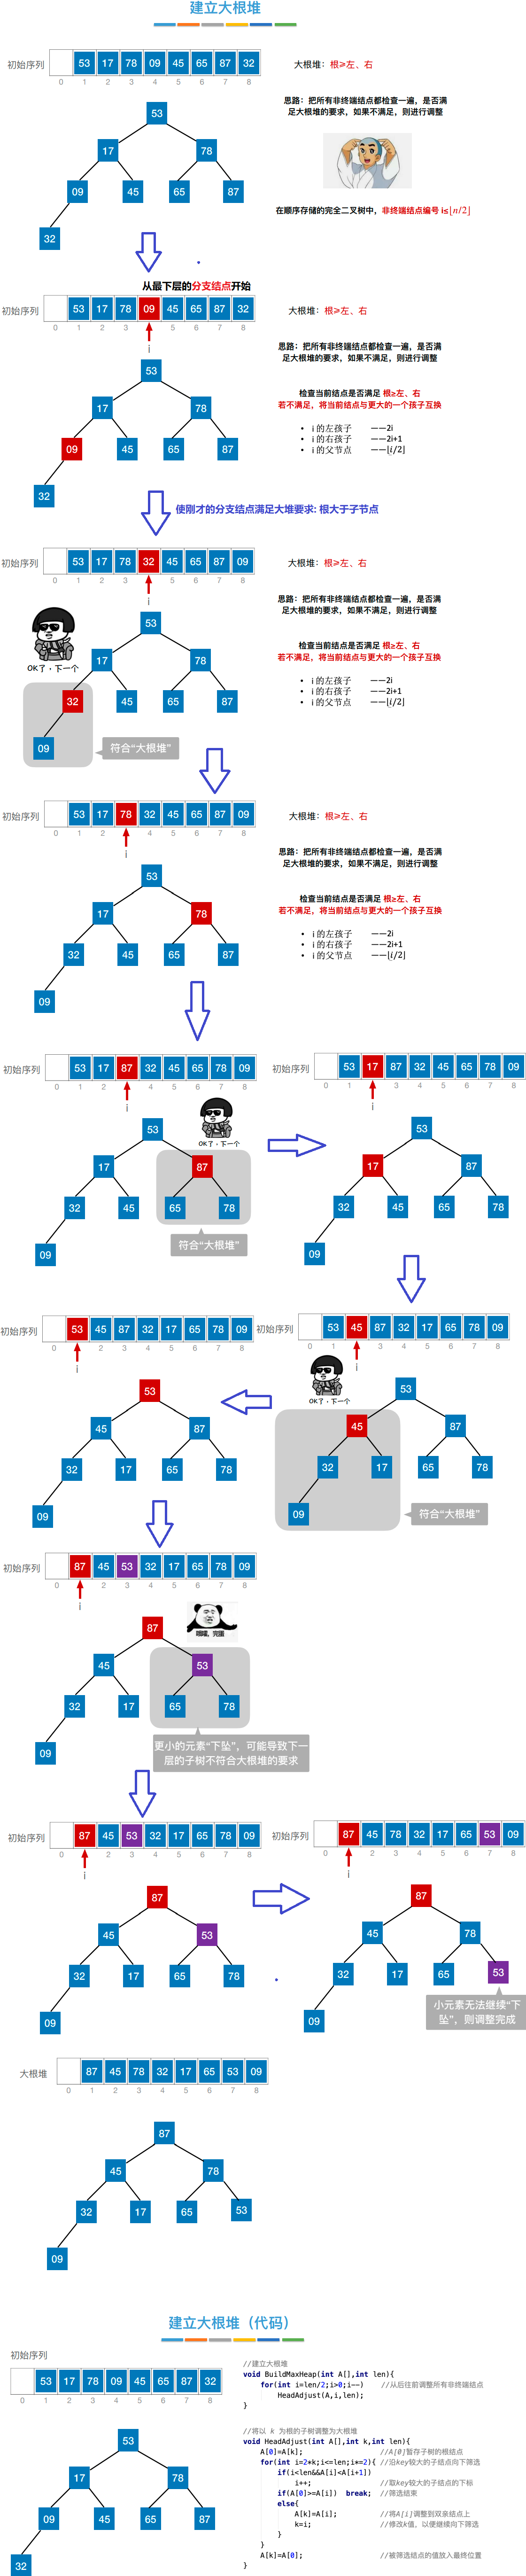 建立大根堆
初始序列 53 17 78 09 45 65 87 32
0 1 2 3 4 5 6 7 8
大根堆：根≥左、右
思路：把所有非终端结点都检查一遍，是否满
足大根堆的要求，如果不满足，则进行调整
在顺序存储的完全二叉树中，非终端结点编号 i≤⌊n/2⌋
53
17 78
09 45 65 87
32
从最下层的分支结点开始
初始序列 53 17 78 09 45 65 87 32
0 1 2 3 4 5 6 7 8
i
大根堆：根≥左、右
思路：把所有非终端结点都检查一遍，是否满
足大根堆的要求，如果不满足，则进行调整
检查当前结点是否满足 根≥左、右
若不满足，将当前结点与更大的一个孩子互换
• i 的左孩子 ——2i
• i 的右孩子 ——2i+1
• i 的父节点 ——⌊i/2⌋
53
17 78
09 45 65 87
32
使刚才的分支结点满足大堆要求: 根大于子节点
初始序列 53 17 78 32 45 65 87 09
0 1 2 3 4 5 6 7 8
i
大根堆：根≥左、右
思路：把所有非终端结点都检查一遍，是否满
足大根堆的要求，如果不满足，则进行调整
检查当前结点是否满足 根≥左、右
若不满足，将当前结点与更大的一个孩子互换
• i 的左孩子 ——2i
• i 的右孩子 ——2i+1
• i 的父节点 ——⌊i/2⌋
OK了·下一个
53
17 78
32 45 65 87
09
符合“大根堆”
初始序列 53 17 78 32 45 65 87 09
0 1 2 3 4 5 6 7 8
i
大根堆：根≥左、右
思路：把所有非终端结点都检查一遍，是否满
足大根堆的要求，如果不满足，则进行调整
检查当前结点是否满足 根≥左、右
若不满足，将当前结点与更大的一个孩子互换
• i 的左孩子 ——2i
• i 的右孩子 ——2i+1
• i 的父节点 ——⌊i/2⌋
53
17 78
32 45 65 87
09
初始序列 53 17 87 32 45 65 78 09
0 1 2 3 4 5 6 7 8
i
OK了·下一个
53
17 87
32 45 65 78
09
符合“大根堆”
初始序列 53 17 87 32 45 65 78 09
0 1 2 3 4 5 6 7 8
i
53
17 87
32 45 65 78
09
初始序列 53 45 87 32 17 65 78 09
0 1 2 3 4 5 6 7 8
i
OK了·下一个
53
45 87
32 17 65 78
09
符合“大根堆”
初始序列 53 45 87 32 17 65 78 09
0 1 2 3 4 5 6 7 8
i
53
45 87
32 17 65 78
09
初始序列 87 45 53 32 17 65 78 09
0 1 2 3 4 5 6 7 8
i
87
45 53
32 17 65 78
09
更小的元素“下坠”，可能导致下一
层的子树不符合大根堆的要求
初始序列 87 45 53 32 17 65 78 09
0 1 2 3 4 5 6 7 8
i
87
45 53
32 17 65 78
09
初始序列 87 45 78 32 17 65 53 09
0 1 2 3 4 5 6 7 8
i
87
45 78
32 17 65 53
09
小元素无法继续“下
坠”，则调整完成
大根堆 87 45 78 32 17 65 53 09
0 1 2 3 4 5 6 7 8
87
45 78
32 17 65 53
09
建立大根堆（代码）
初始序列
53 17 78 09 45 65 87 32
0 1 2 3 4 5 6 7 8
53
17 78
09 45 65 87
32
//建立大根堆
void BuildMaxHeap(int A[],int len){
for(int i=len/2;i>0;i--) //从后往前调整所有非终端结点
HeadAdjust(A,i,len);
}
//将以 k 为根的子树调整为大根堆
void HeadAdjust(int A[],int k,int len){
A[0]=A[k]; //A[0]暂存子树的根结点
for(int i=2*k;i<=len;i*=2){ //沿key较大的子结点向下筛选
if(i<len&&A[i]<A[i+1])
i++; //取key较大的子结点的下标
if(A[0]>=A[i]) break; //筛选结束
else{
A[k]=A[i]; //将A[i]调整到双亲结点上
k=i; //修改k值，以便继续向下筛选
}
}
A[k]=A[0]; //被筛选结点的值放入最终位置
}